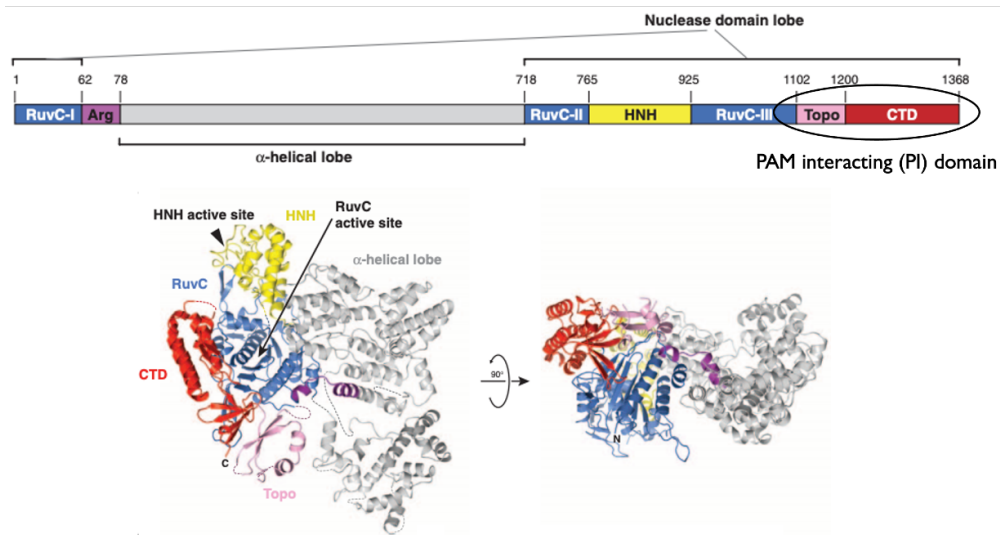 Nuclease domain lobe
1 62 78 718 765 925 1102 1200 1368
RuvC-I Arg RuvC-II HNH RuvC-III Topo CTD
α-helical lobe
PAM interacting (PI) domain
HNH active site
HNH
RuvC
active site
α-helical lobe
RuvC
CTD
90°
N
C
Topo